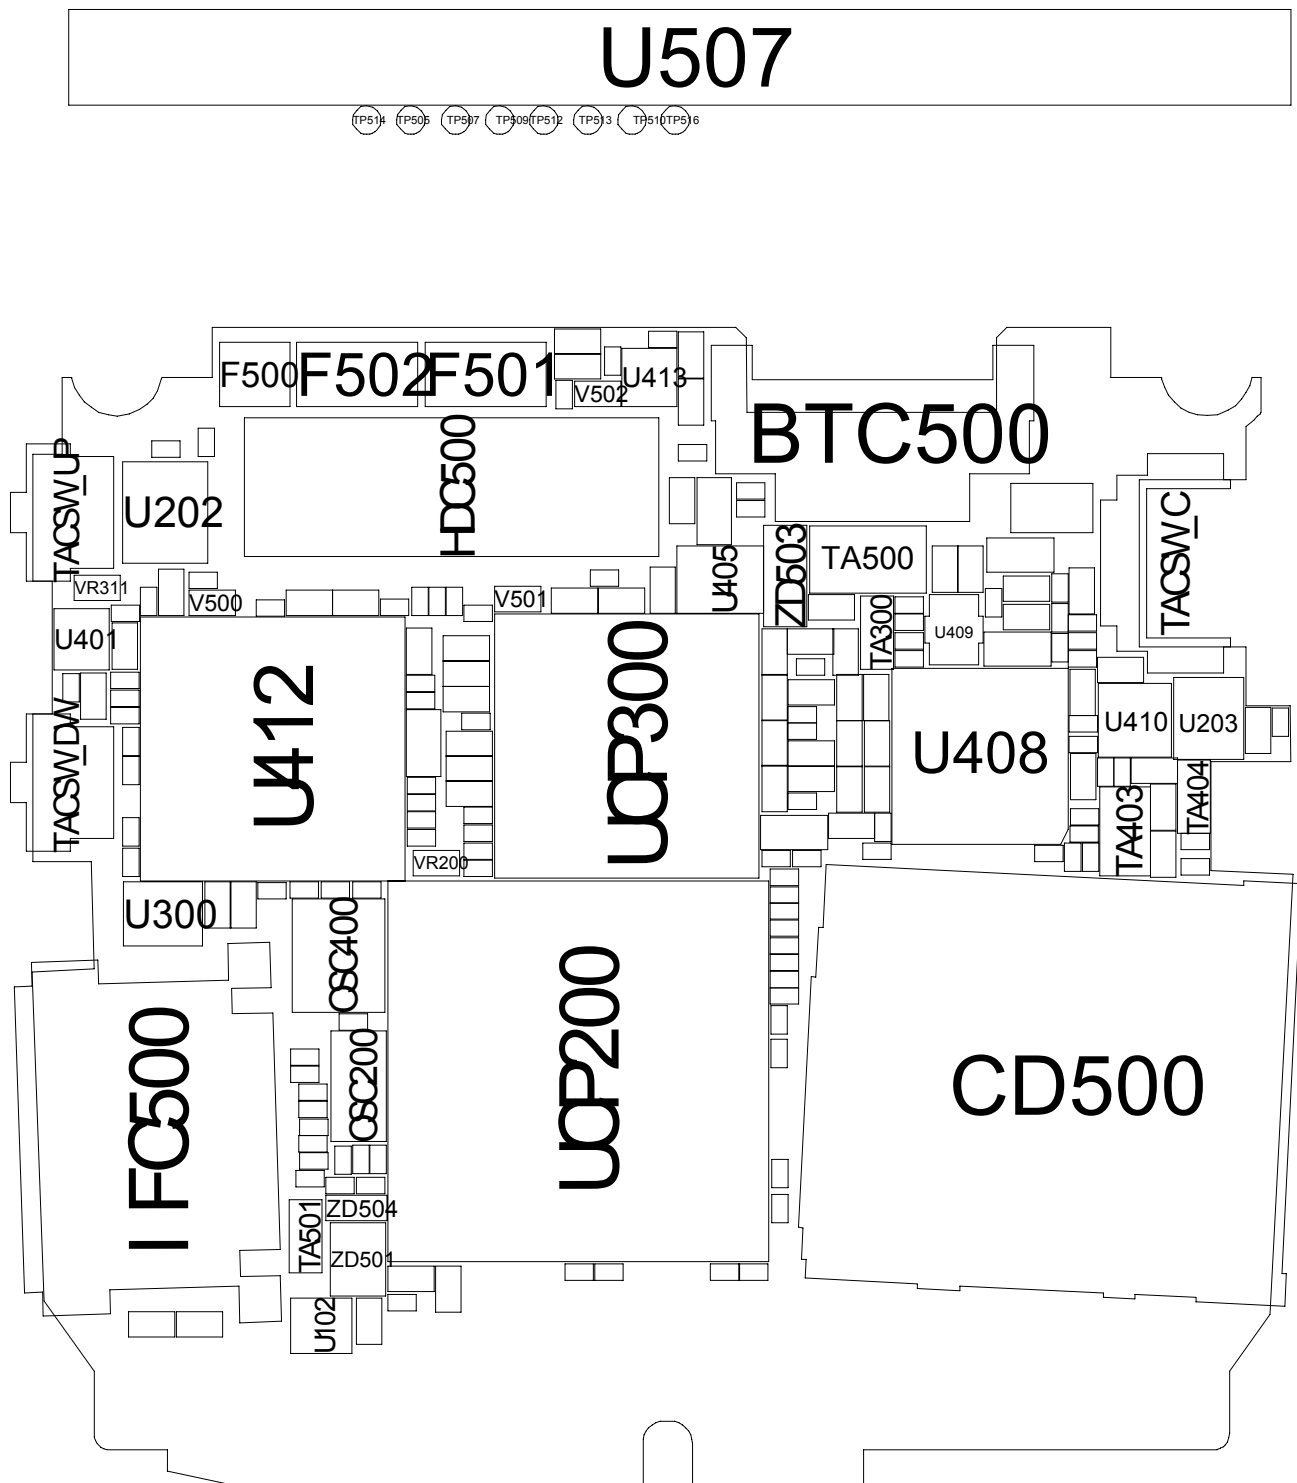 U507
TP514 TP505 TP507 TP509 TP512 TP513 TP510 TP516
F500 F502 F501 V502 U413
BTC500
TACSW_UP
U202
HDC500
TACSW_C
VR311 V500 V501 U405 ZD503 TA500
U401 TA300 U409
TACSW_DW
U412
UCP300
U408
U410 U203
VR200
TA403
TA404
U300
OSC400
UCP200
IFC500
OSC200
CD500
TA501 ZD504
ZD501
U102